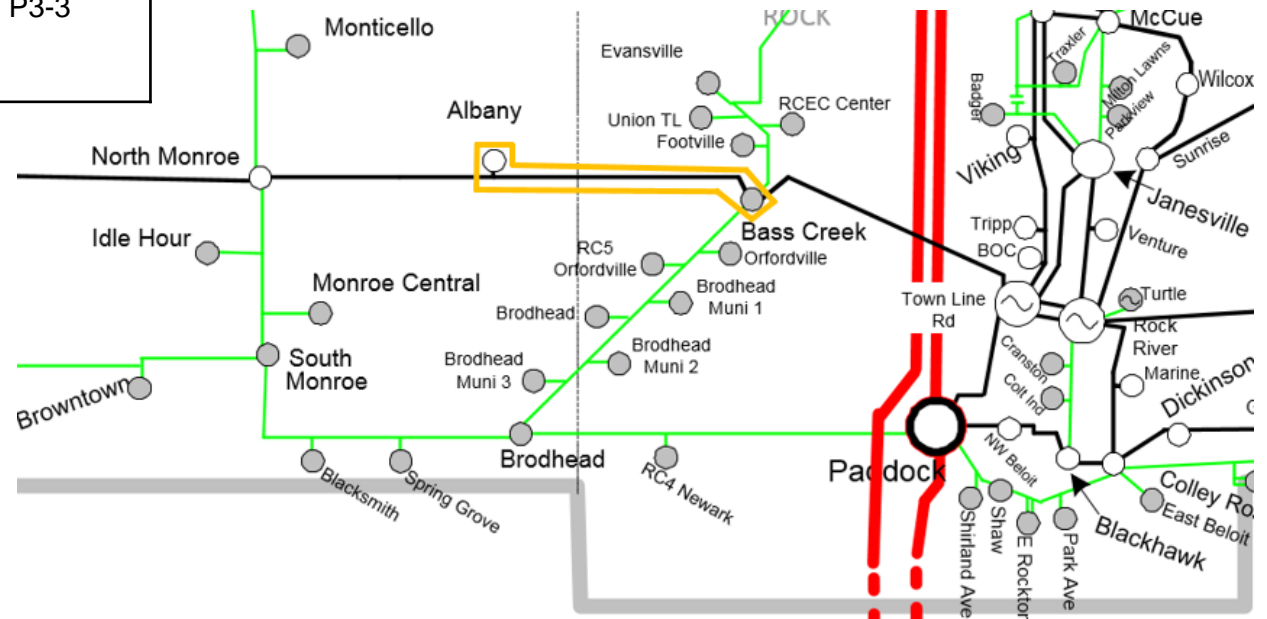 P3-3
ROCK
McCue
Monticello
Evansville
Traxler
Milton Lawns
Wilcox
Albany
RCEC Center
Badger
Parkview
Union TL
Footville
North Monroe
Viking
Sunrise
Janesville
Idle Hour
Bass Creek
Tripp
Venture
RC5
Orfordville
Orfordville
BOC
Monroe Central
Brodhead
Muni 1
Town Line
Rd
Turtle
Brodhead
Rock
River
South
Monroe
Brodhead
Muni 2
Brodhead
Muni 3
Cranston
Colt Ind
Marine
Browntown
Dickinson
Brodhead
Paddock
NW Beloit
Blacksmith
Spring Grove
RC4 Newark
Colley Ro
East Beloit
Blackhawk
Shirland Ave
Shaw
E Rockton
Park Ave